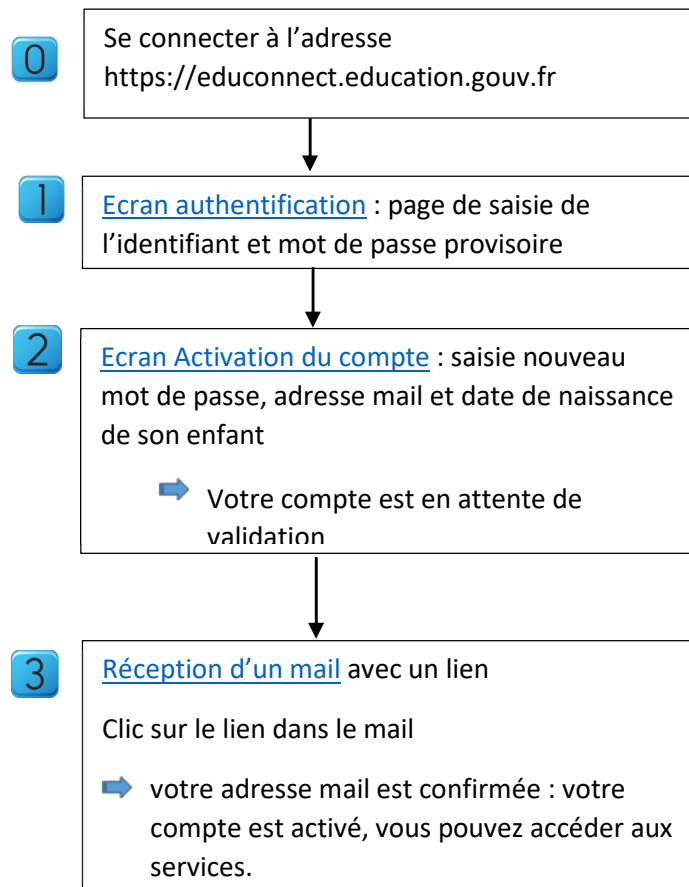 0
Se connecter à l’adresse
https://educonnect.education.gouv.fr
1
Ecran authentification : page de saisie de
l’identifiant et mot de passe provisoire
2
Ecran Activation du compte : saisie nouveau
mot de passe, adresse mail et date de naissance
de son enfant
Votre compte est en attente de
validation
3
Réception d’un mail avec un lien
Clic sur le lien dans le mail
votre adresse mail est confirmée : votre
compte est activé, vous pouvez accéder aux
services.